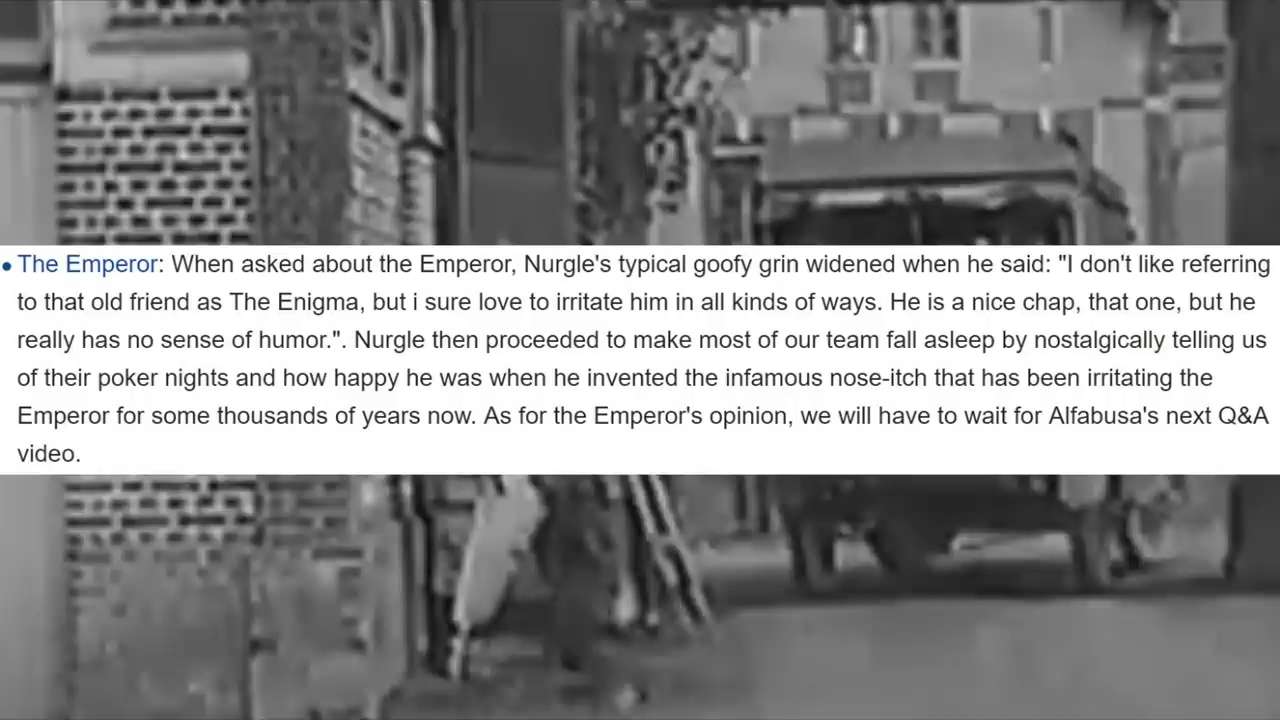 • The Emperor: When asked about the Emperor, Nurgle's typical goofy grin widened when he said: "I don't like referring
to that old friend as The Enigma, but i sure love to irritate him in all kinds of ways. He is a nice chap, that one, but he
really has no sense of humor.". Nurgle then proceeded to make most of our team fall asleep by nostalgically telling us
of their poker nights and how happy he was when he invented the infamous nose-itch that has been irritating the
Emperor for some thousands of years now. As for the Emperor's opinion, we will have to wait for Alfabusa's next Q&A
video.